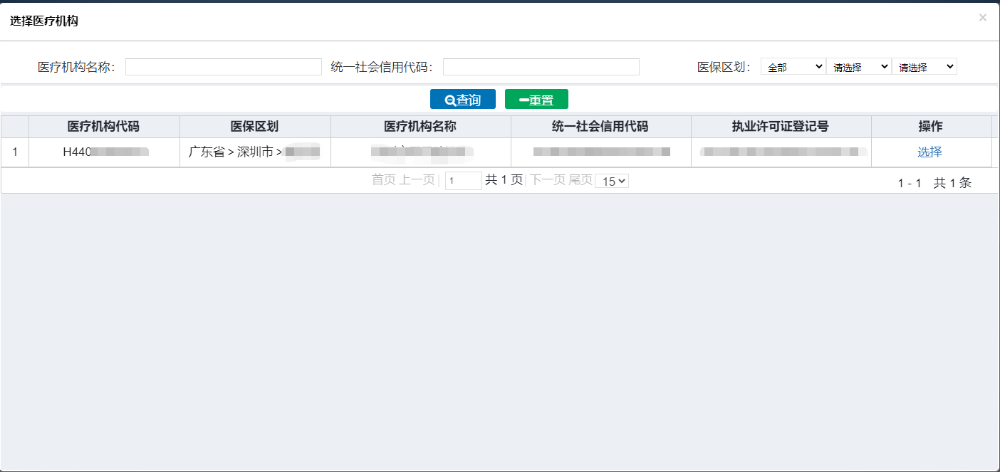 选择医疗机构 ×
医疗机构名称： 统一社会信用代码： 医保区划： 全部 请选择 请选择
查询 重置
医疗机构代码 医保区划 医疗机构名称 统一社会信用代码 执业许可证登记号 操作
1 H440 广东省 > 深圳市 > 选择
首页 上一页 | 1 共 1 页 | 下一页 尾页 15 1 - 1 共 1 条